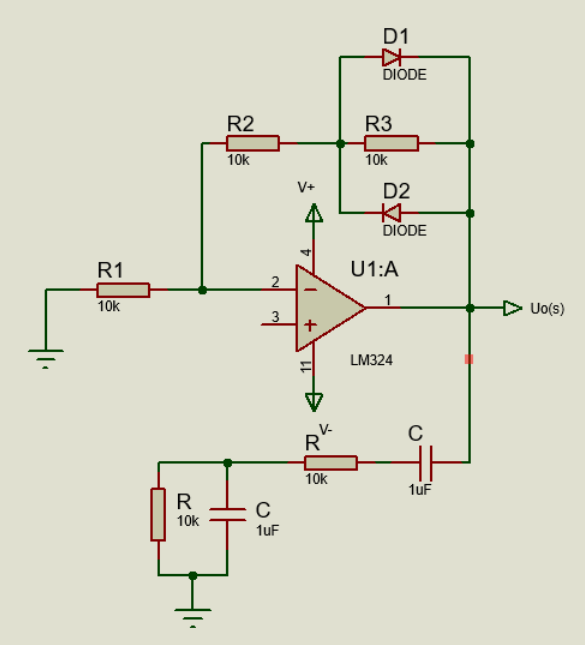 D1
DIODE
R2
10k
R3
10k
V+
D2
DIODE
4
U1:A
R1
10k
2
3
1
Uo(s)
11
LM324
V-
R
10k
C
1uF
R
10k
C
1uF